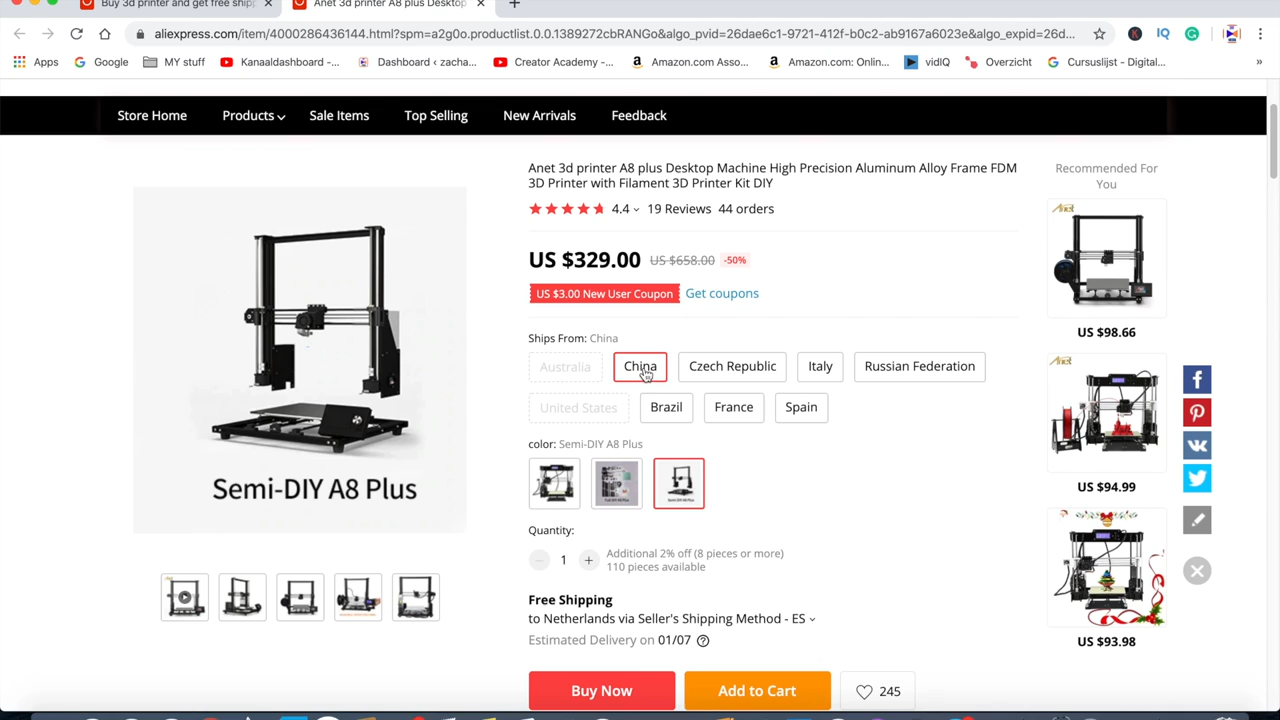 Buy 3d printer and get free shipp
Anet 3d printer A8 plus Desktop
aliexpress.com/item/4000286436144.html?spm=a2g0o.productlist.0.0.1389272cbRANGo&algo_pvid=26dae6c1-9721-412f-b0c2-ab9167a6023e&algo_expid=26d...
Apps
Google
MY stuff
Kanaaldashboard -...
Dashboard ‹ zacha...
Creator Academy -...
Amazon.com Asso...
Amazon.com: Onlin...
vidIQ
Overzicht
Cursuslijst - Digital...
»
Store Home
Products
Sale Items
Top Selling
New Arrivals
Feedback
Anet 3d printer A8 plus Desktop Machine High Precision Aluminum Alloy Frame FDM
3D Printer with Filament 3D Printer Kit DIY
4.4 19 Reviews 44 orders
US $329.00 US $658.00 -50%
US $3.00 New User Coupon Get coupons
Ships From: China
Australia China Czech Republic Italy Russian Federation
United States Brazil France Spain
color: Semi-DIY A8 Plus
Quantity:
1
Additional 2% off (8 pieces or more)
110 pieces available
Free Shipping
to Netherlands via Seller's Shipping Method - ES
Estimated Delivery on 01/07
Buy Now
Add to Cart
245
Semi-DIY A8 Plus
Recommended For
You
Anet
US $98.66
Anet
US $94.99
US $93.98